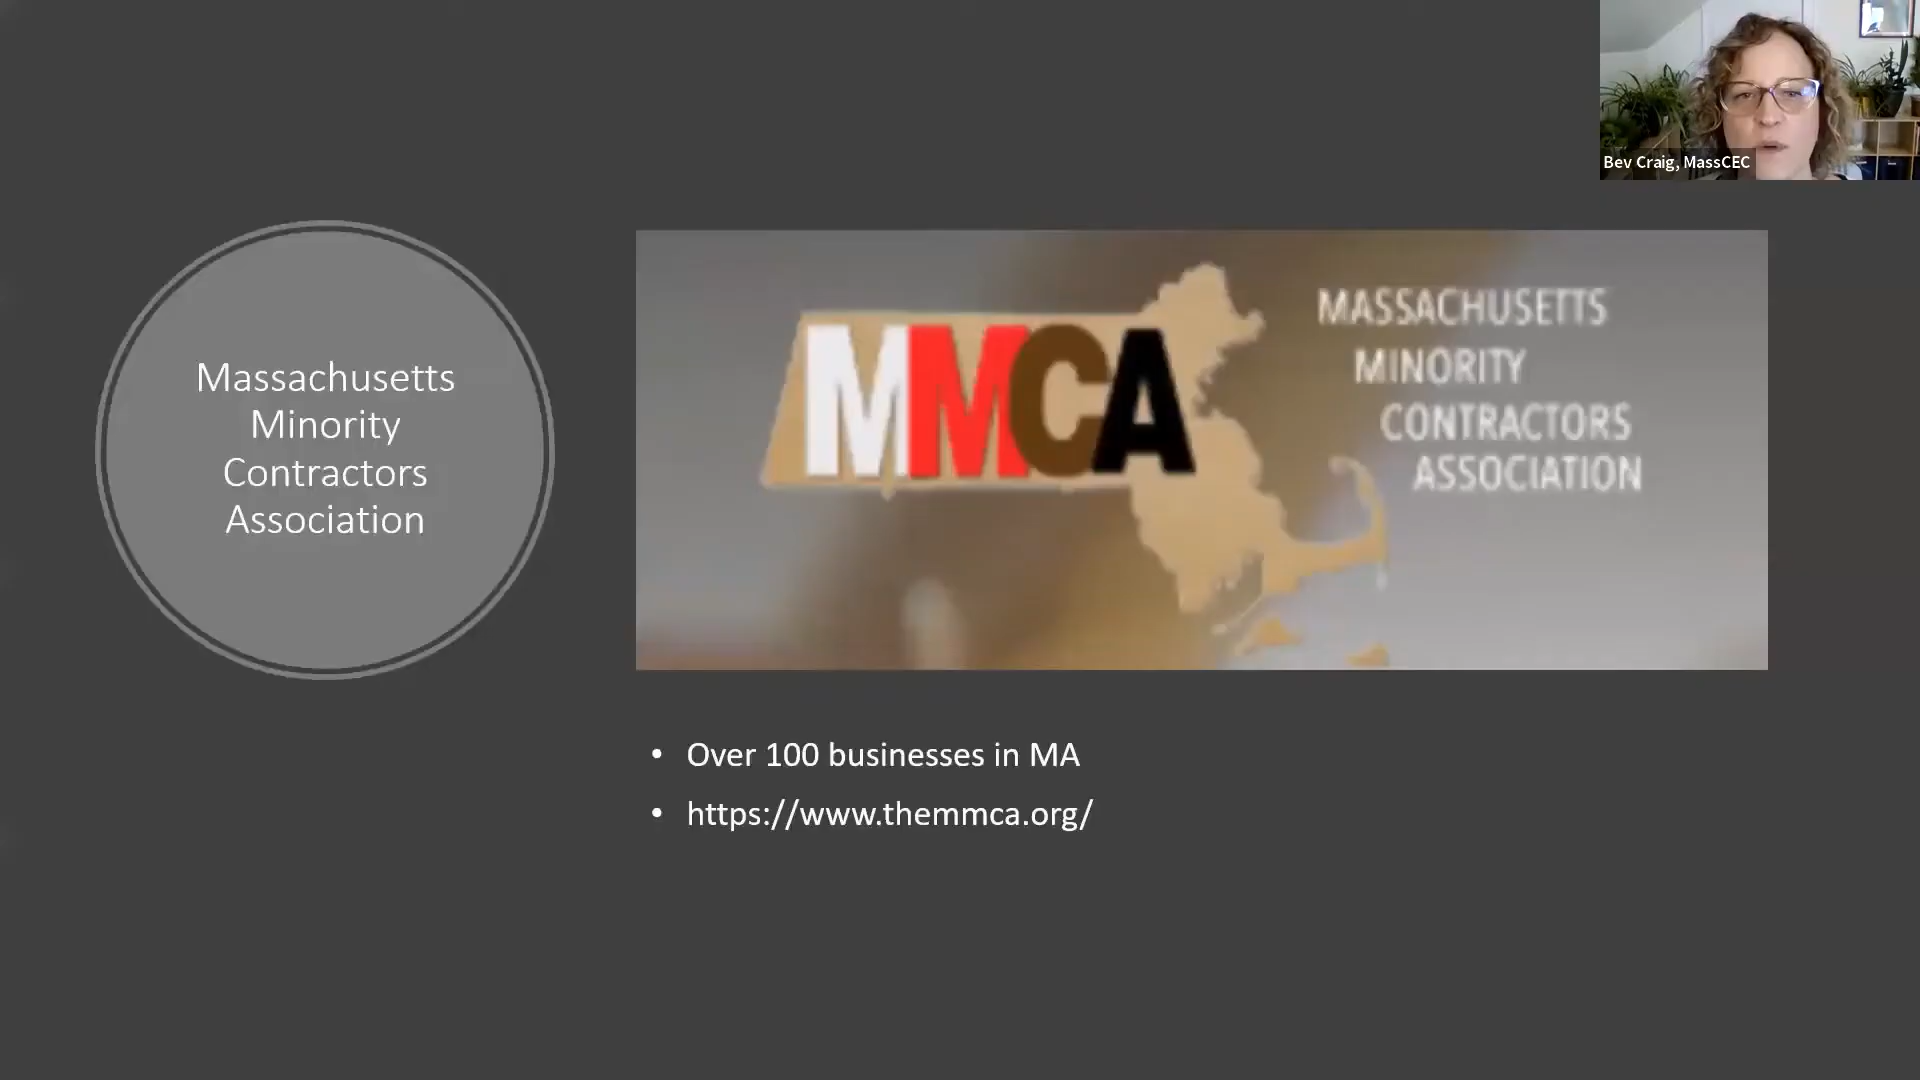 Bev Craig, MassCEC
Massachusetts
Minority
Contractors
Association
MMCA
MASSACHUSETTS
MINORITY
CONTRACTORS
ASSOCIATION
• Over 100 businesses in MA
• https://www.themmca.org/